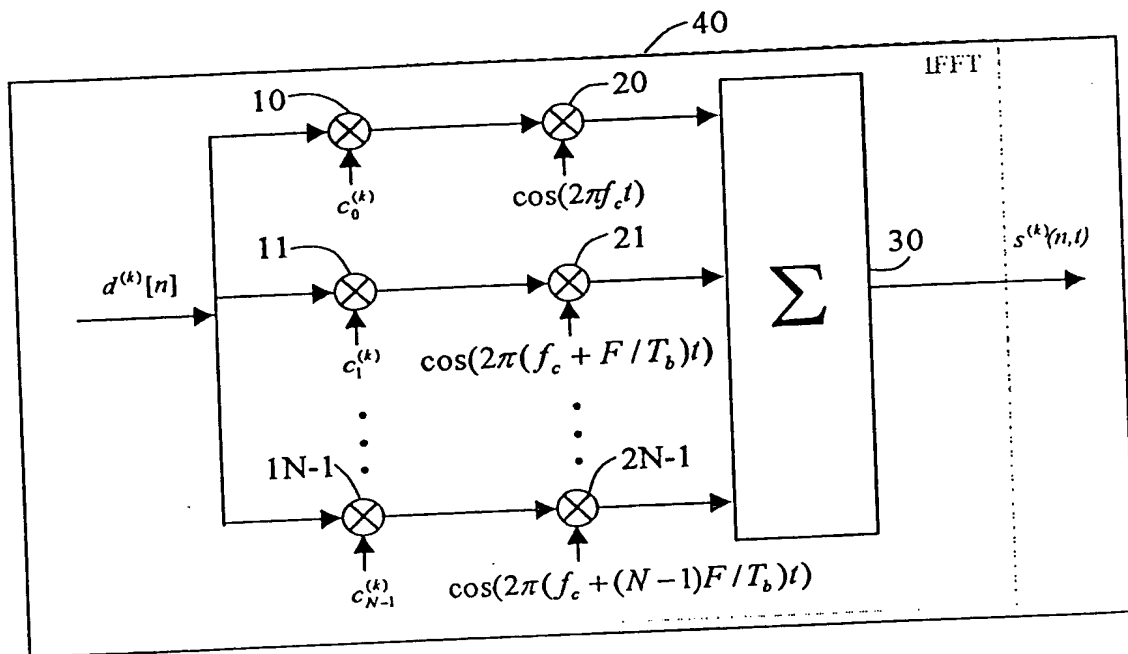 40
IFFT
10
20
c_0^{(k)}
cos(2πf_c t)
11
21
30
s^{(k)}(n,t)
d^{(k)}[n]
Σ
c_1^{(k)}
cos(2π(f_c + F / T_b)t)
1N-1
2N-1
c_{N-1}^{(k)}
cos(2π(f_c + (N - 1)F / T_b)t)